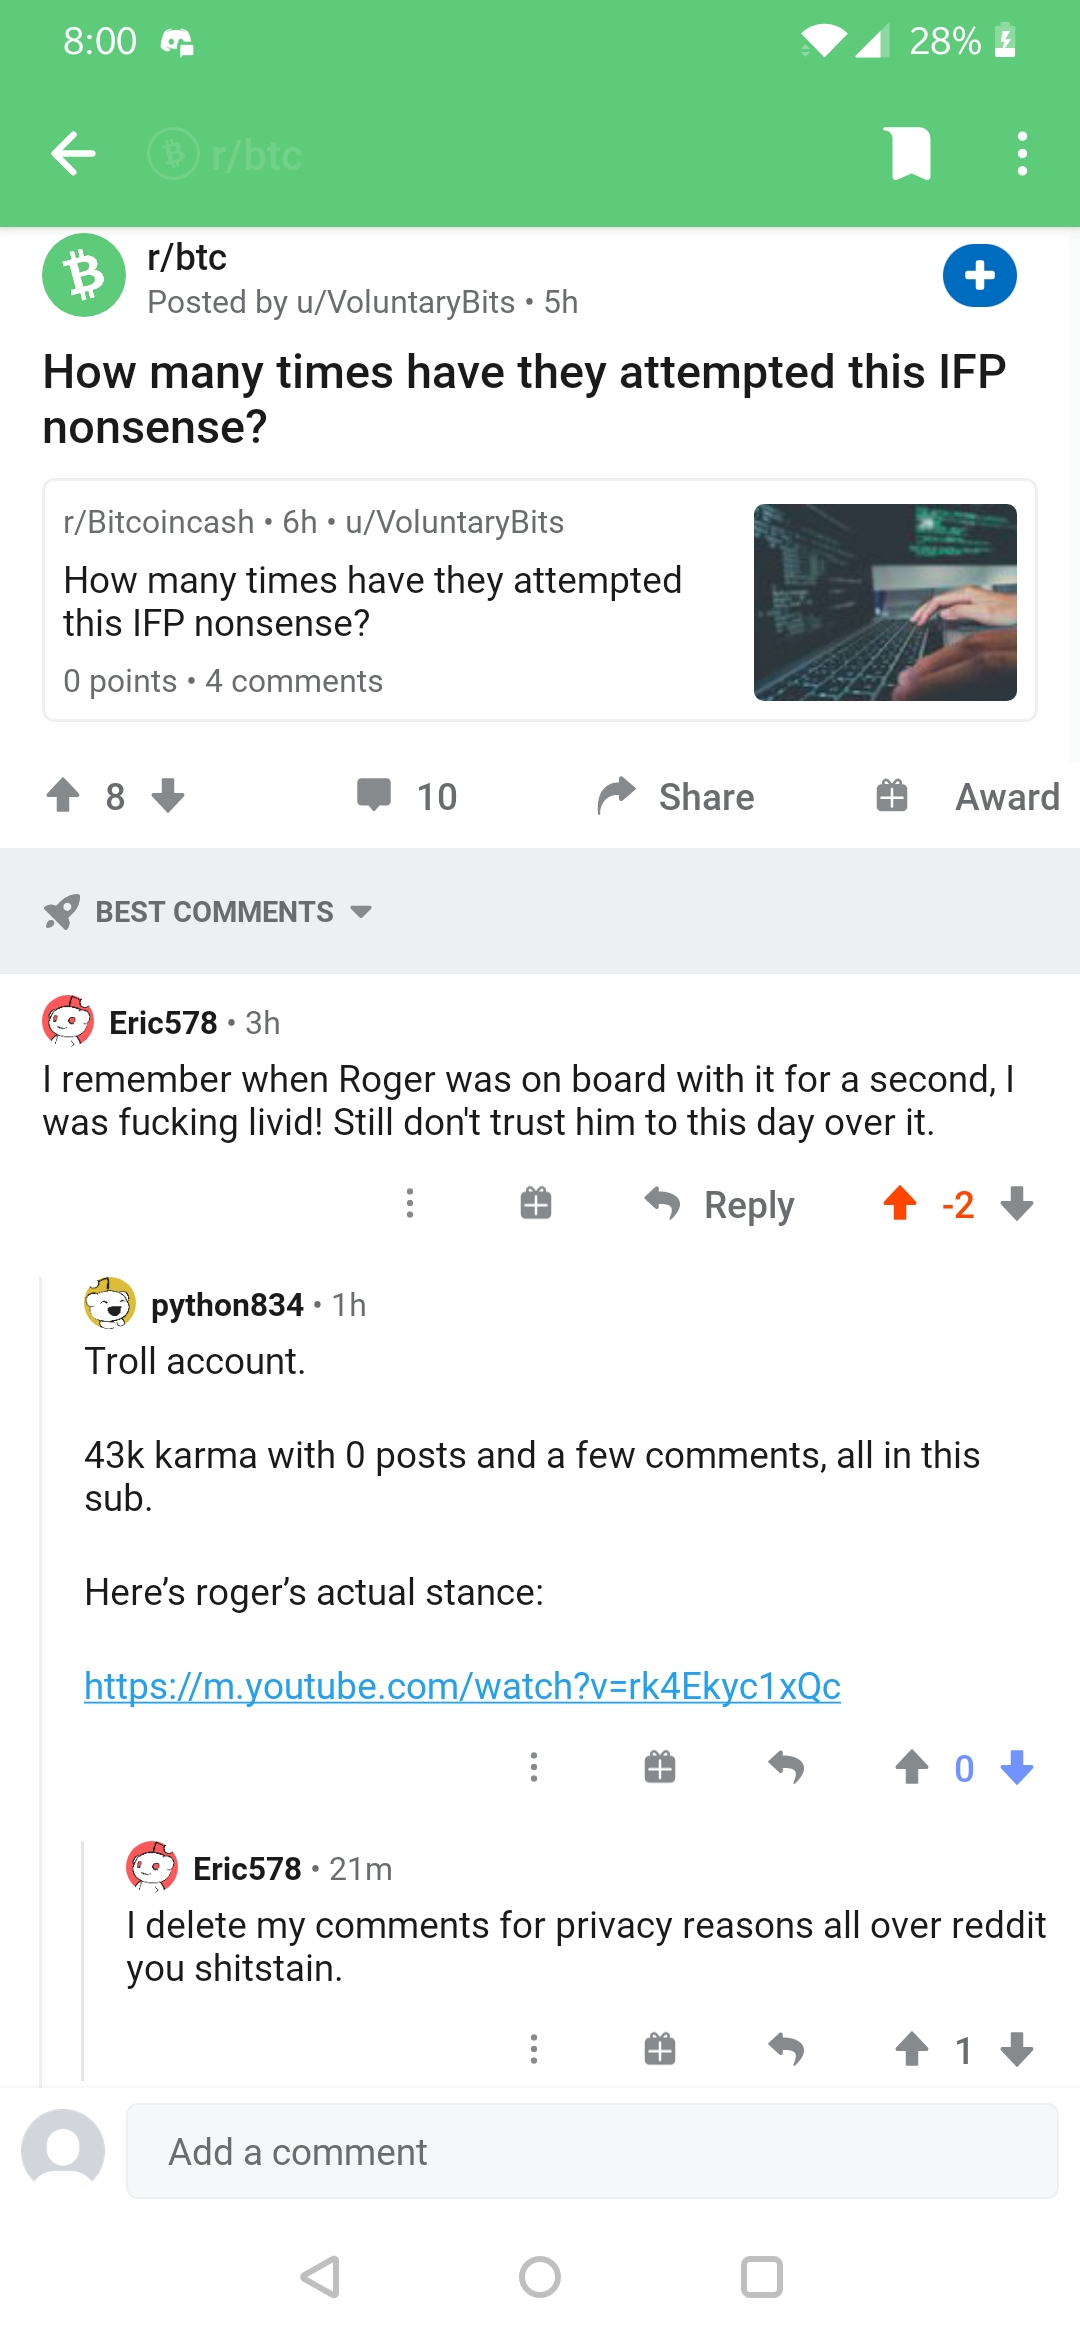 8:00
28%
r/btc
r/btc
Posted by u/VoluntaryBits • 5h
How many times have they attempted this IFP
nonsense?
r/Bitcoincash • 6h • u/VoluntaryBits
How many times have they attempted
this IFP nonsense?
0 points • 4 comments
8
10
Share
Award
BEST COMMENTS
Eric578 • 3h
I remember when Roger was on board with it for a second, I
was fucking livid! Still don't trust him to this day over it.
Reply
-2
python834 • 1h
Troll account.
43k karma with 0 posts and a few comments, all in this
sub.
Here’s roger’s actual stance:
https://m.youtube.com/watch?v=rk4Ekyc1xQc
0
Eric578 • 21m
I delete my comments for privacy reasons all over reddit
you shitstain.
1
Add a comment